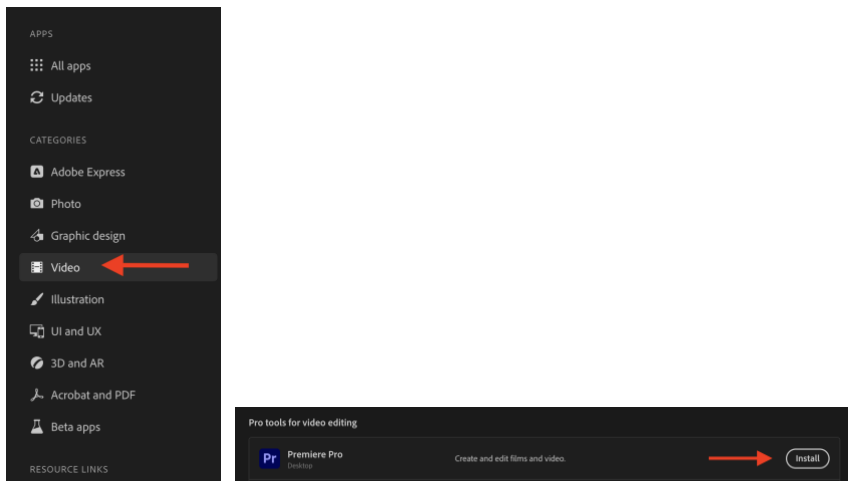 APPS
All apps
Updates
CATEGORIES
Adobe Express
Photo
Graphic design
Video
Illustration
UI and UX
3D and AR
Acrobat and PDF
Beta apps
RESOURCE LINKS
Pro tools for video editing
Pr
Premiere Pro
Desktop
Create and edit films and video.
Install